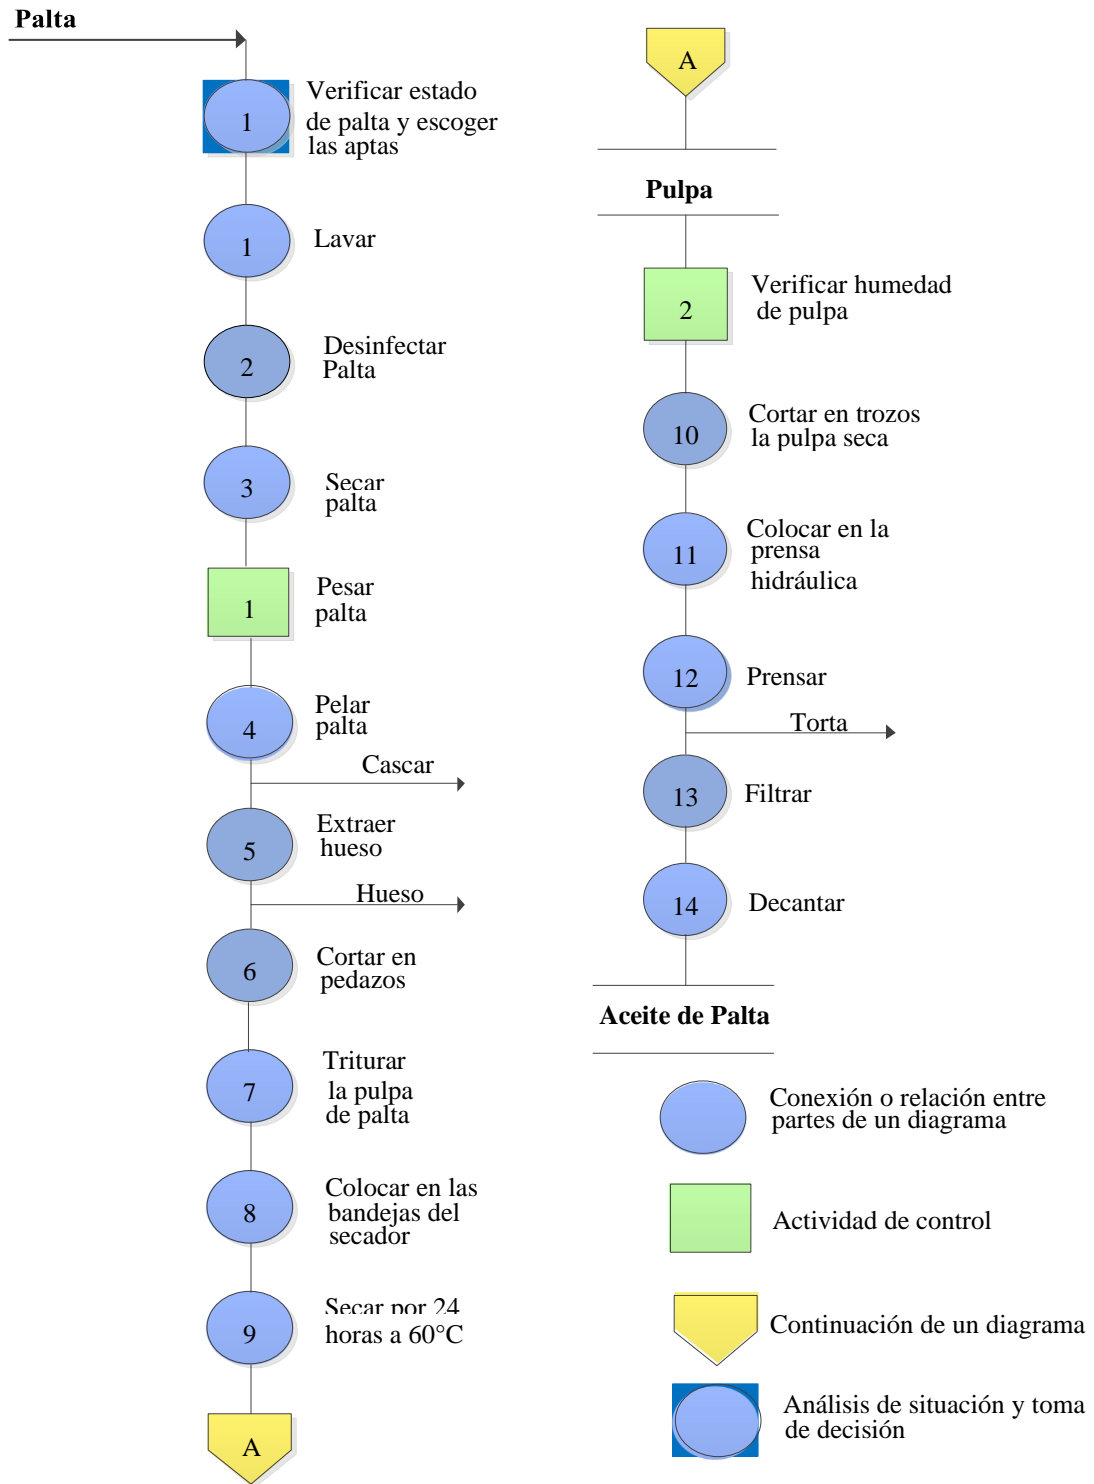 Palta
1
Verificar estado
de palta y escoger
las aptas
1
Lavar
2
Desinfectar
Palta
3
Secar
palta
1
Pesar
palta
4
Pelar
palta
Cascar
5
Extraer
hueso
Hueso
6
Cortar en
pedazos
7
Triturar
la pulpa
de palta
8
Colocar en las
bandejas del
secador
9
Secar por 24
horas a 60°C
A
A
Pulpa
2
Verificar humedad
de pulpa
10
Cortar en trozos
la pulpa seca
11
Colocar en la
prensa
hidráulica
12
Prensar
Torta
13
Filtrar
14
Decantar
Aceite de Palta
Conexión o relación entre
partes de un diagrama
Actividad de control
Continuación de un diagrama
Análisis de situación y toma
de decisión